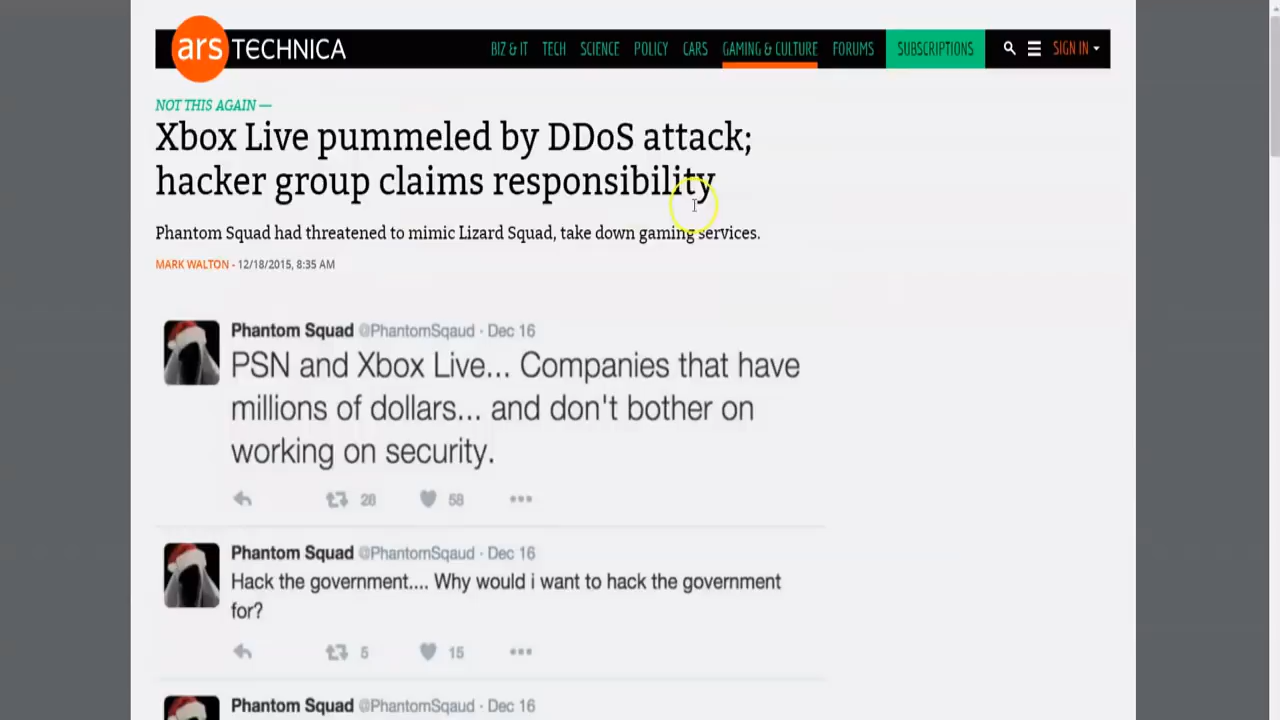 ars TECHNICA
BIZ & IT TECH SCIENCE POLICY CARS GAMING & CULTURE FORUMS SUBSCRIPTIONS SIGN IN
NOT THIS AGAIN —
Xbox Live pummeled by DDoS attack;
hacker group claims responsibility
Phantom Squad had threatened to mimic Lizard Squad, take down gaming services.
MARK WALTON - 12/18/2015, 8:35 AM
Phantom Squad @PhantomSqaud · Dec 16
PSN and Xbox Live... Companies that have
millions of dollars... and don't bother on
working on security.
28 58
Phantom Squad @PhantomSqaud · Dec 16
Hack the government.... Why would i want to hack the government
for?
5 15
Phantom Squad @PhantomSqaud · Dec 16